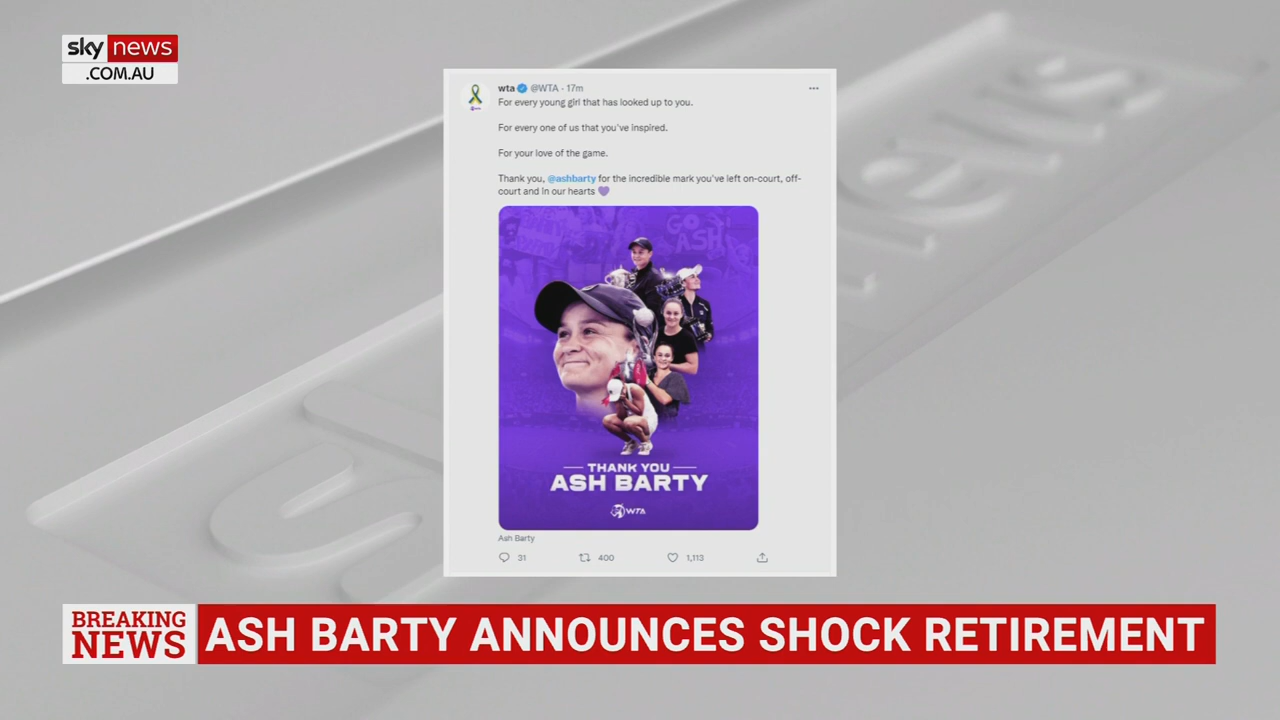 sky news
.COM.AU
wta @WTA · 17m
For every young girl that has looked up to you.
For every one of us that you've inspired.
For your love of the game.
Thank you, @ashbarty for the incredible mark you've left on-court, off-
court and in our hearts 💜
GO
ASH
THANK YOU
ASH BARTY
WTA
Ash Barty
31 400 1,113
BREAKING
NEWS
ASH BARTY ANNOUNCES SHOCK RETIREMENT